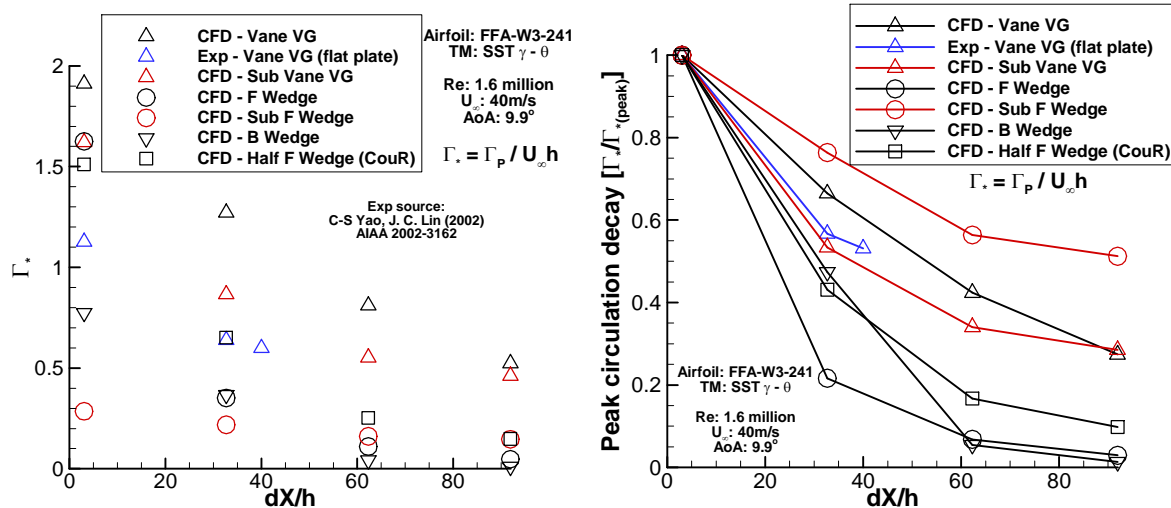 CFD - Vane VG
Exp - Vane VG (flat plate)
CFD - Sub Vane VG
CFD - F Wedge
CFD - Sub F Wedge
CFD - B Wedge
CFD - Half F Wedge (CouR)
Airfoil: FFA-W3-241
TM: SST γ - θ
Re: 1.6 million
U∞: 40m/s
AoA: 9.9°
Γ* = ΓP / U∞h
Exp source:
C-S Yao, J. C. Lin (2002)
AIAA 2002-3162
Γ*
2
1.5
1
0.5
0
0
20
40
60
80
dX/h
CFD - Vane VG
Exp - Vane VG (flat plate)
CFD - Sub Vane VG
CFD - F Wedge
CFD - Sub F Wedge
CFD - B Wedge
CFD - Half F Wedge (CouR)
Γ* = ΓP / U∞h
Peak circulation decay [Γ*/Γ*(peak)]
1
0.8
0.6
0.4
0.2
0
Airfoil: FFA-W3-241
TM: SST γ - θ
Re: 1.6 million
U∞: 40m/s
AoA: 9.9°
0
20
40
60
80
dX/h